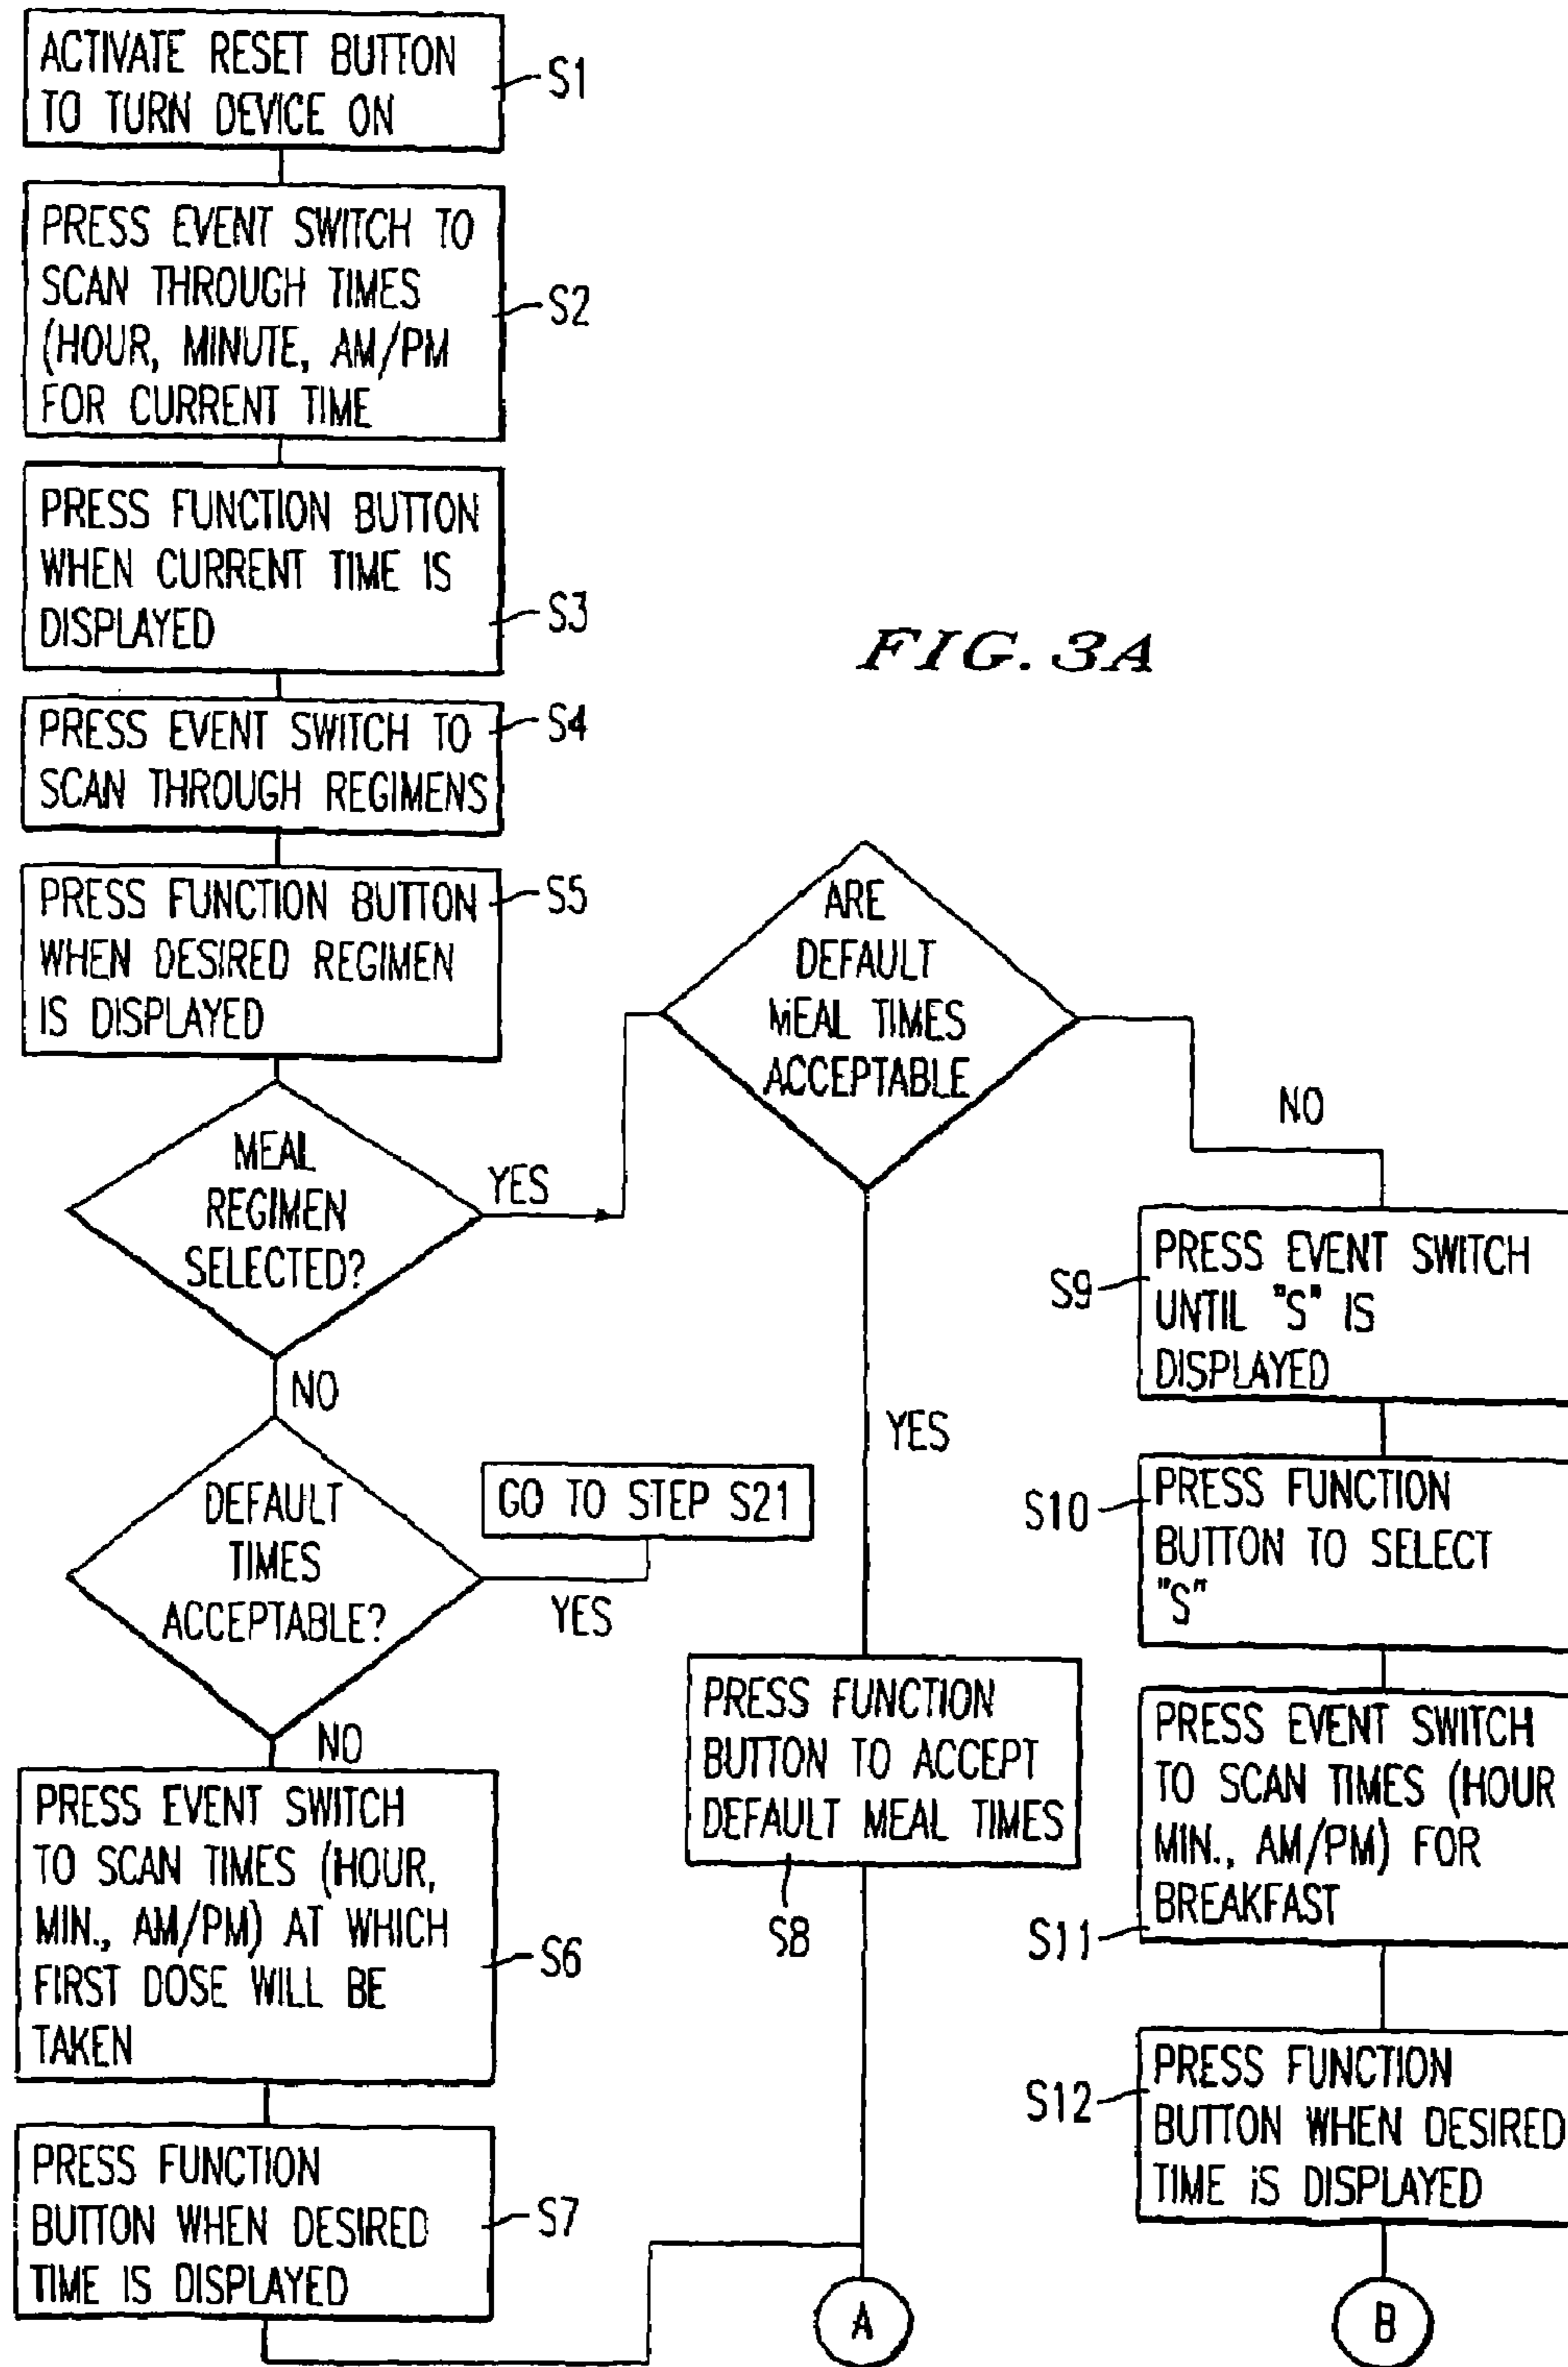 ACTIVATE RESET BUTTON
TO TURN DEVICE ON
S1
PRESS EVENT SWITCH TO
SCAN THROUGH TIMES
(HOUR, MINUTE, AM/PM
FOR CURRENT TIME
S2
PRESS FUNCTION BUTTON
WHEN CURRENT TIME IS
DISPLAYED
S3
FIG. 3A
PRESS EVENT SWITCH TO
SCAN THROUGH REGIMENS
S4
PRESS FUNCTION BUTTON
WHEN DESIRED REGIMEN
IS DISPLAYED
S5
MEAL
REGIMEN
SELECTED?
YES
NO
DEFAULT
TIMES
ACCEPTABLE?
YES
GO TO STEP S21
NO
PRESS EVENT SWITCH
TO SCAN TIMES (HOUR,
MIN., AM/PM) AT WHICH
FIRST DOSE WILL BE
TAKEN
S6
PRESS FUNCTION
BUTTON WHEN DESIRED
TIME IS DISPLAYED
S7
ARE
DEFAULT
MEAL TIMES
ACCEPTABLE
YES
PRESS FUNCTION
BUTTON TO ACCEPT
DEFAULT MEAL TIMES
S8
A
NO
PRESS EVENT SWITCH
UNTIL "S" IS
DISPLAYED
S9
PRESS FUNCTION
BUTTON TO SELECT
"S"
S10
PRESS EVENT SWITCH
TO SCAN TIMES (HOUR
MIN., AM/PM) FOR
BREAKFAST
S11
PRESS FUNCTION
BUTTON WHEN DESIRED
TIME IS DISPLAYED
S12
B